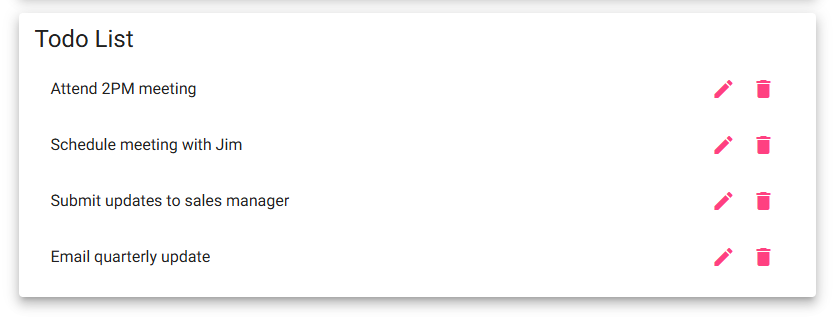 Todo List
Attend 2PM meeting
Schedule meeting with Jim
Submit updates to sales manager
Email quarterly update